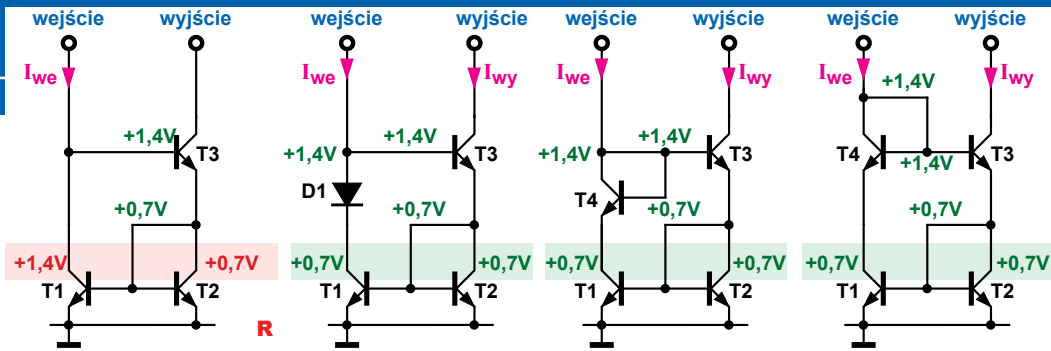 wejście wyjście wejście wyjście wejście wyjście wejście wyjście
Iwe Iwe Iwy Iwe Iwy Iwe Iwy
+1,4V
+1,4V T3
+0,7V
+1,4V +0,7V
T1 T2
R
+1,4V
+1,4V T3
D1
+0,7V
+0,7V +0,7V
T1 T2
+1,4V
+1,4V T3
T4
+0,7V
+0,7V +0,7V
T1 T2
+1,4V
T4 +1,4V T3
+0,7V
+0,7V +0,7V
T1 T2